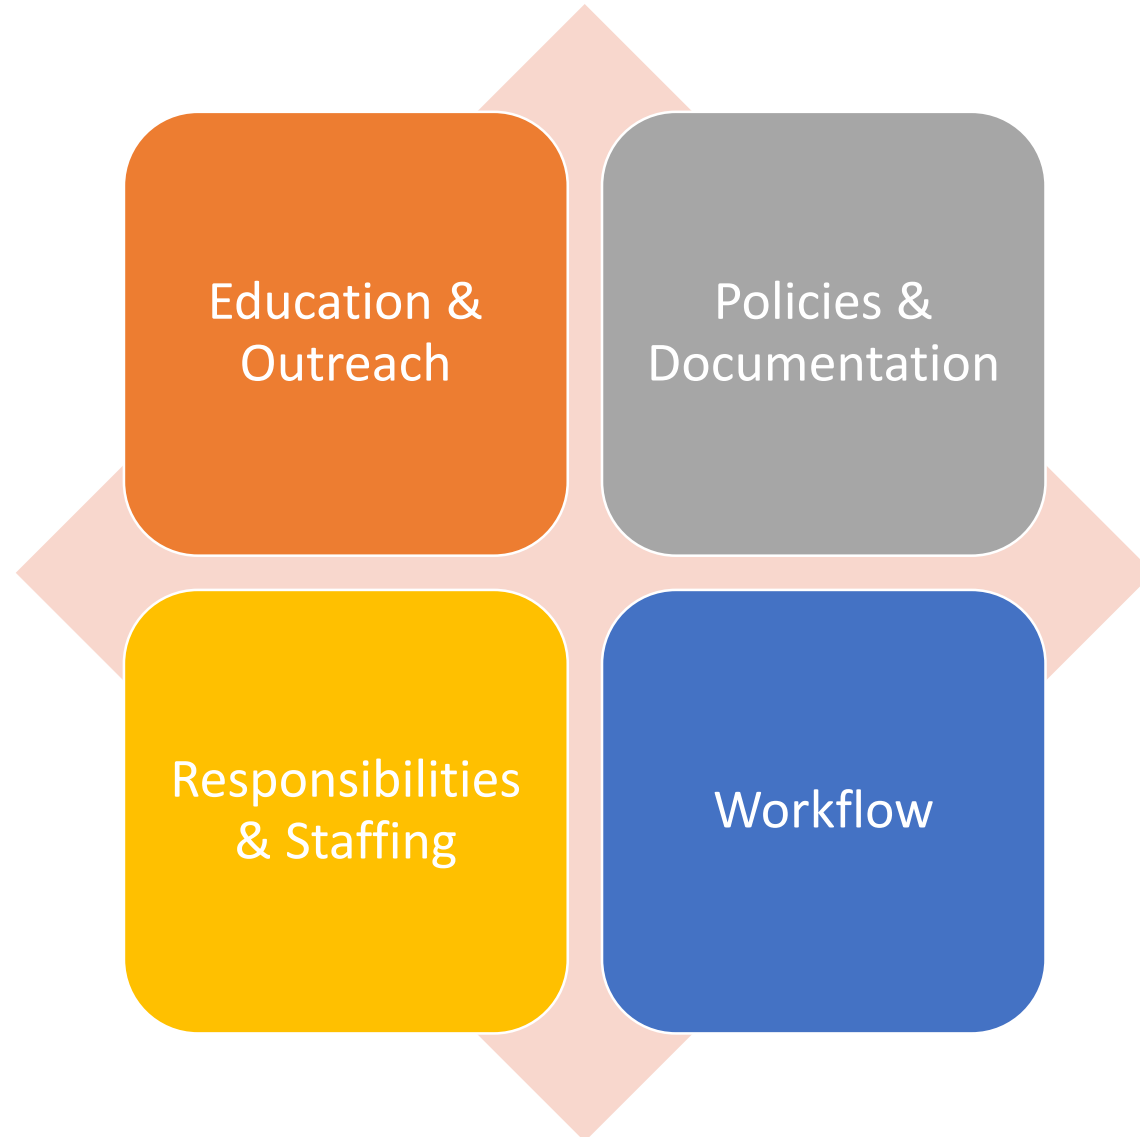 Education &
Outreach
Policies &
Documentation
Responsibilities
& Staffing
Workflow